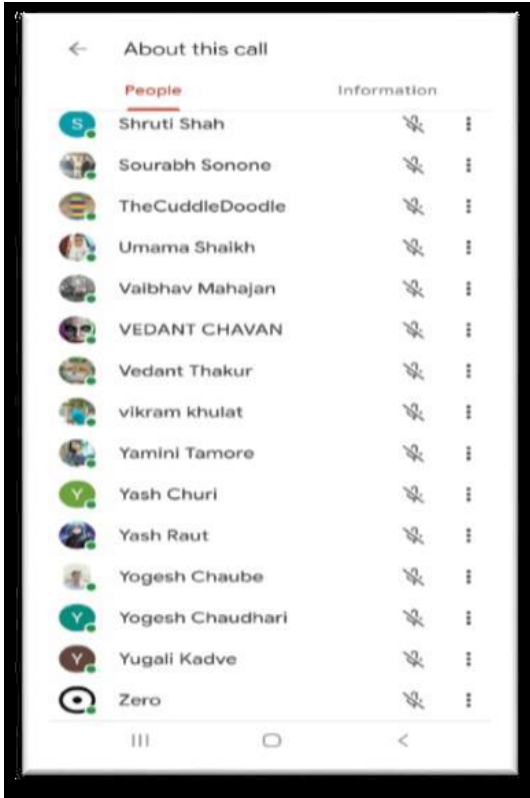 About this call
People Information
S Shruti Shah
Sourabh Sonone
TheCuddleDoodle
Umama Shaikh
Vaibhav Mahajan
VEDANT CHAVAN
Vedant Thakur
vikram khulat
Yamini Tamore
Y Yash Churi
Yash Raut
Yogesh Chaube
Y Yogesh Chaudhari
Y Yugali Kadve
Zero